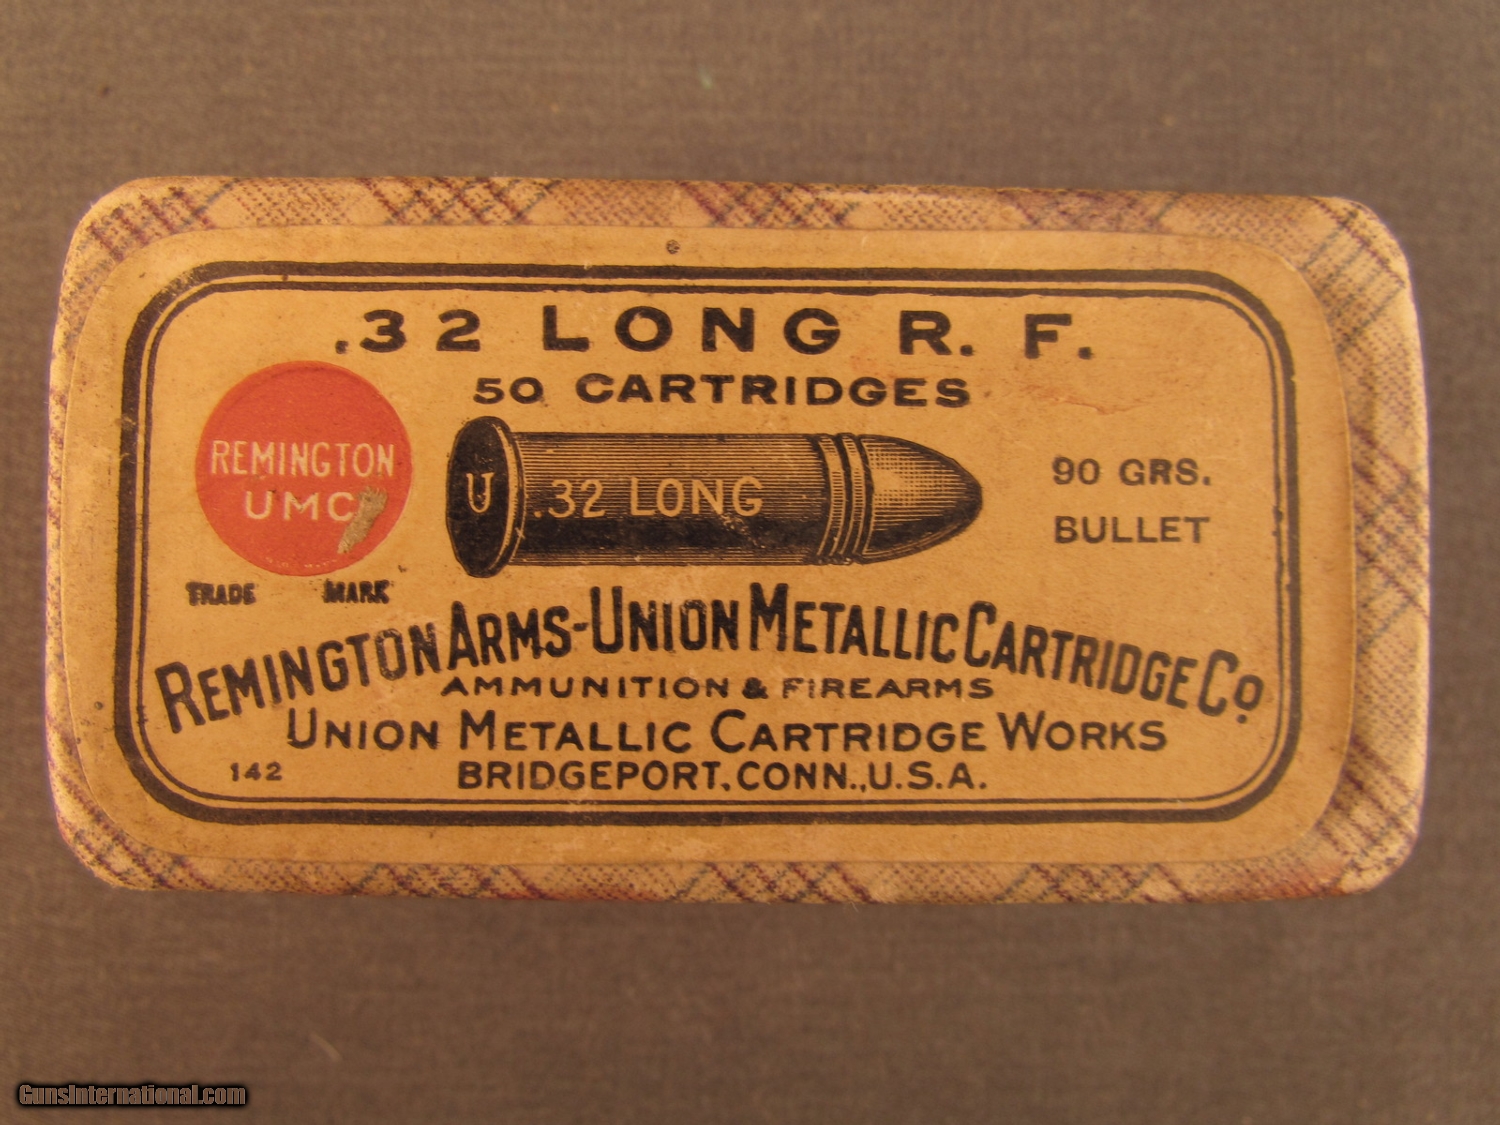 .32 LONG R. F.
50 CARTRIDGES
REMINGTON
UMC
TRADE MARK
U .32 LONG
90 GRS.
BULLET
REMINGTON ARMS-UNION METALLIC CARTRIDGE CO
AMMUNITION & FIREARMS
UNION METALLIC CARTRIDGE WORKS
142
BRIDGEPORT, CONN., U.S.A.
GunsInternational.com